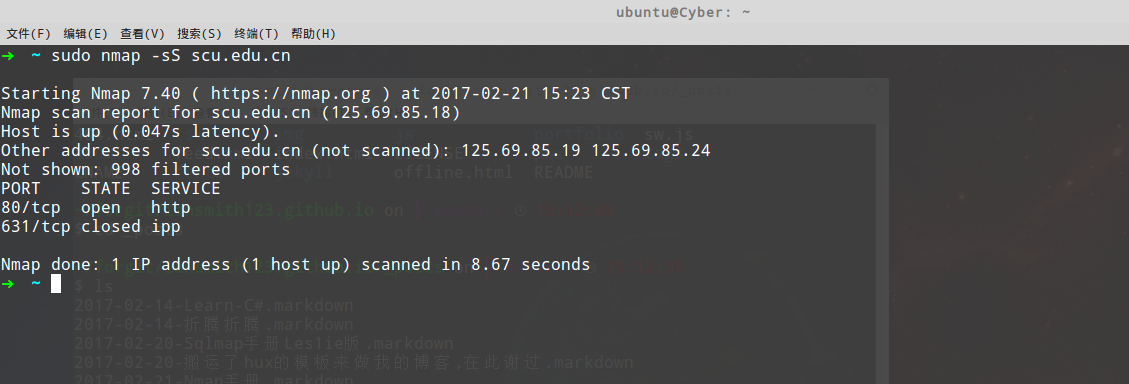 ubuntu@Cyber: ~
文件(F) 编辑(E) 查看(V) 搜索(S) 终端(T) 帮助(H)
➜ ~ sudo nmap -sS scu.edu.cn
Starting Nmap 7.40 ( https://nmap.org ) at 2017-02-21 15:23 CST
Nmap scan report for scu.edu.cn (125.69.85.18)
Host is up (0.047s latency).
sw.js
Other addresses for scu.edu.cn (not scanned): 125.69.85.19 125.69.85.24
Not shown: 998 filtered ports
offline.html README
PORT STATE SERVICE
80/tcp open http
smith123.github.io on
631/tcp closed ipp
Nmap done: 1 IP address (1 host up) scanned in 8.67 seconds
➜ ~
$ ls
2017-02-14-Learn-C#.markdown
2017-02-14-折腾折腾.markdown
2017-02-20-Sqlmap手册Les1ie版.markdown
2017-02-20-搬运了hux的模板来做我的博客,在此谢过.markdown
2017-02-21-Nmap手册.markdown